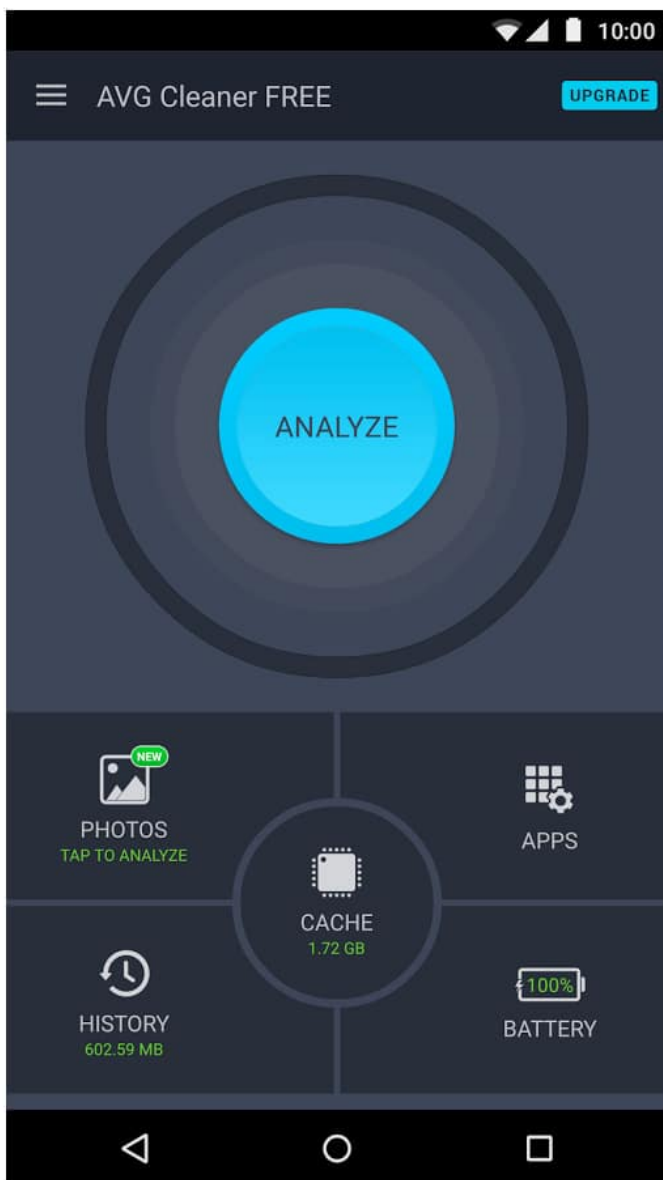 10:00
AVG Cleaner FREE
UPGRADE
ANALYZE
NEW
PHOTOS
TAP TO ANALYZE
APPS
CACHE
1.72 GB
HISTORY
602.59 MB
100%
BATTERY